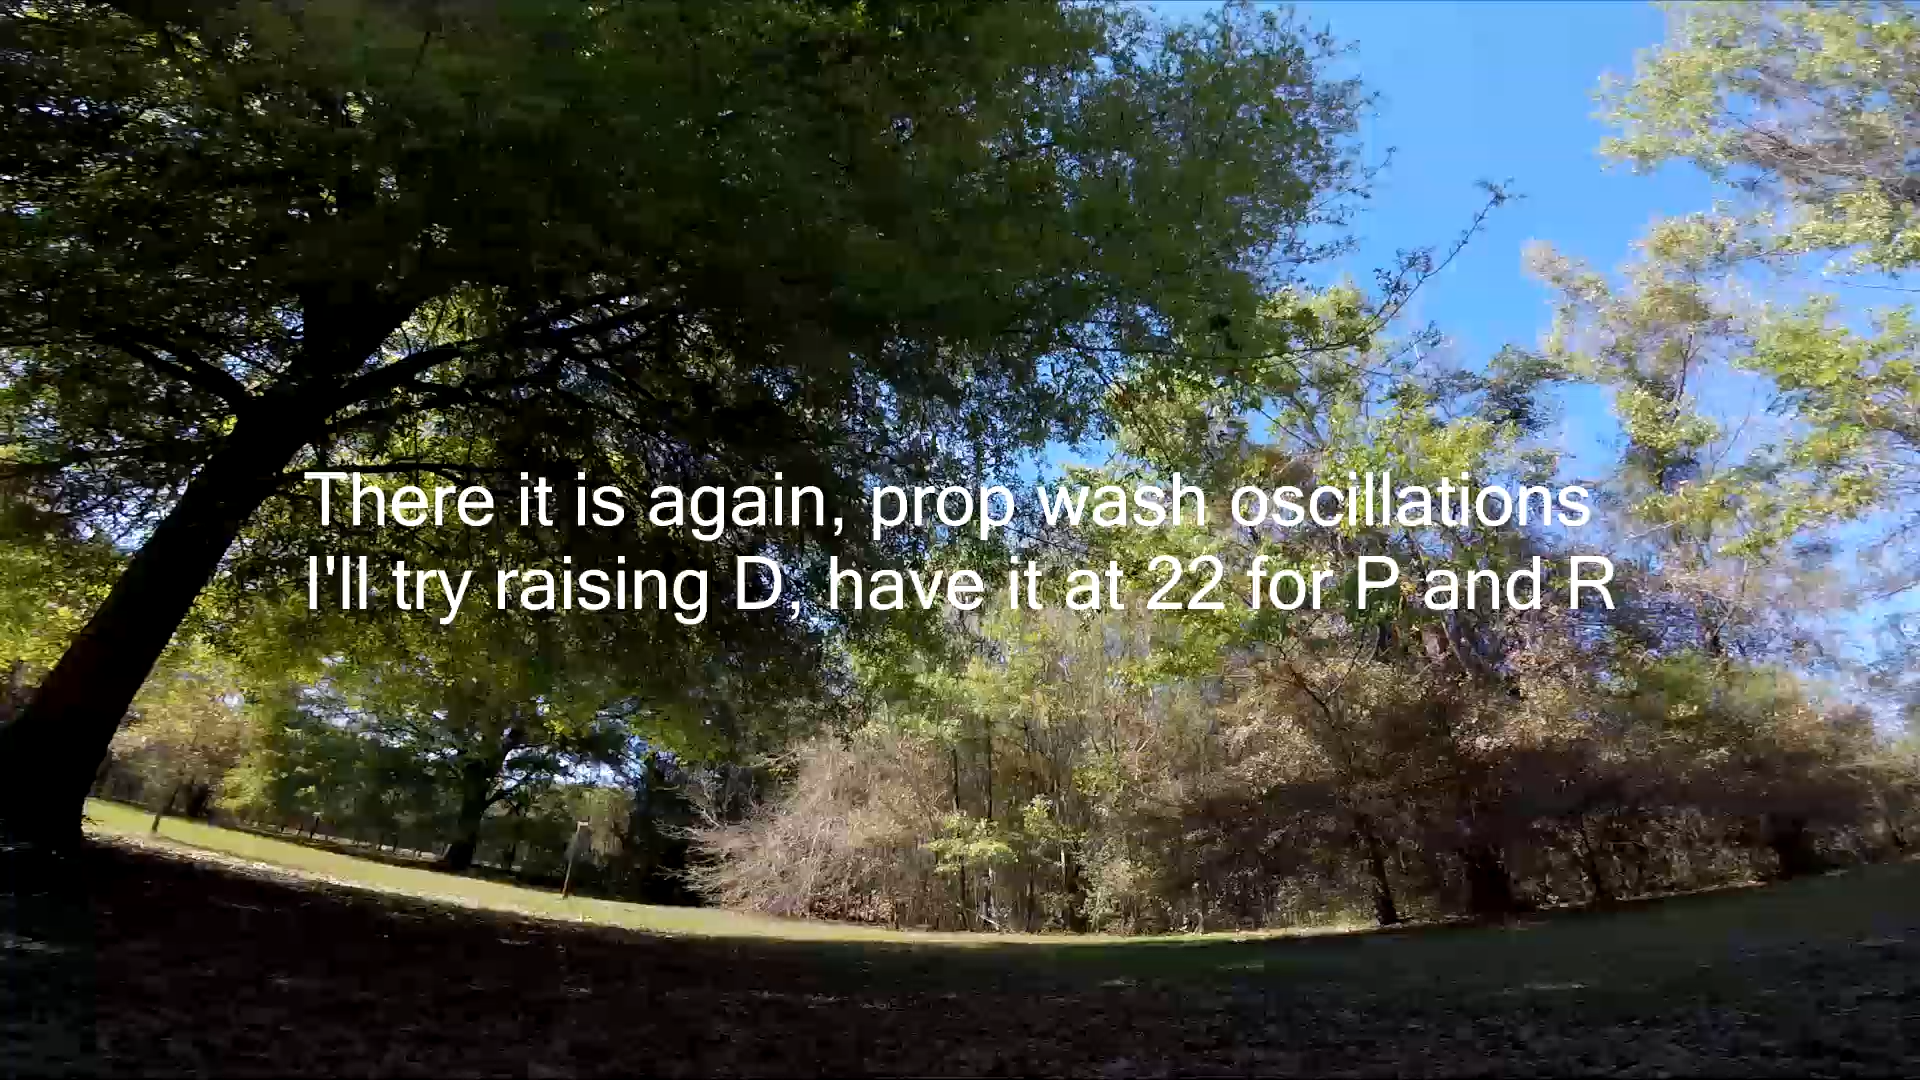 There it is again, prop wash oscillations
I'll try raising D, have it at 22 for P and R